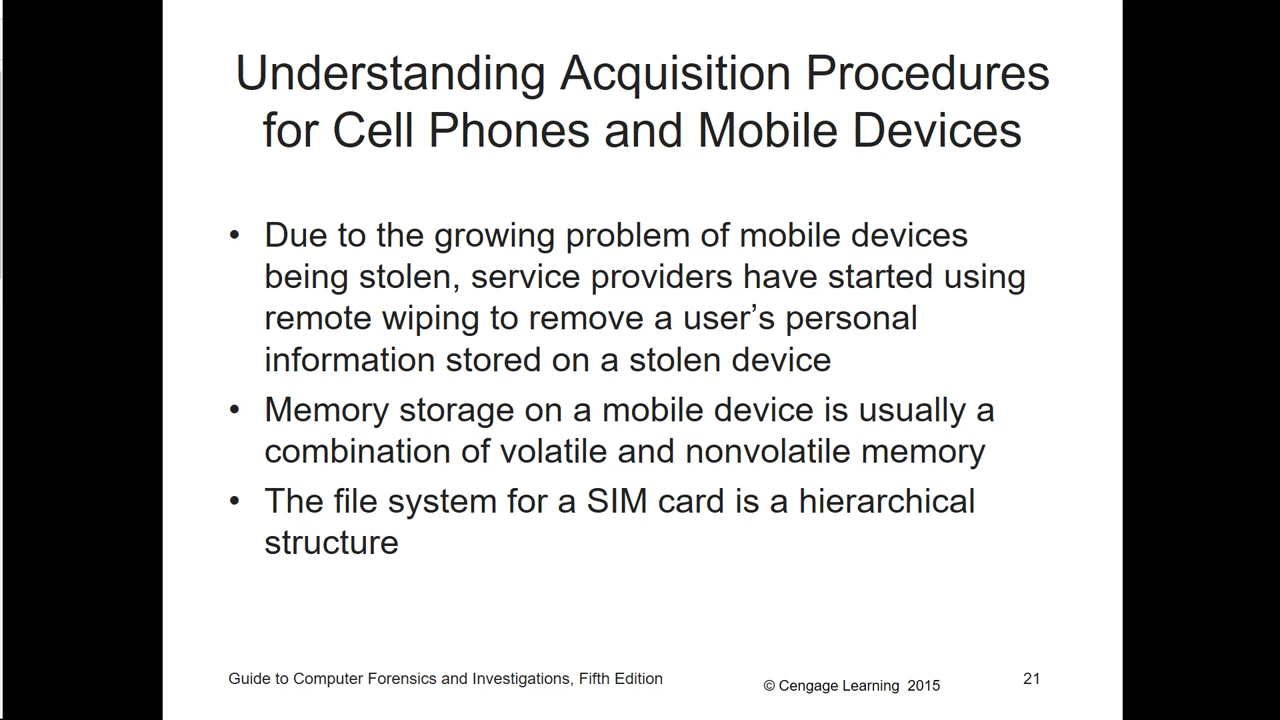 Understanding Acquisition Procedures
for Cell Phones and Mobile Devices
• Due to the growing problem of mobile devices
being stolen, service providers have started using
remote wiping to remove a user’s personal
information stored on a stolen device
• Memory storage on a mobile device is usually a
combination of volatile and nonvolatile memory
• The file system for a SIM card is a hierarchical
structure
Guide to Computer Forensics and Investigations, Fifth Edition
© Cengage Learning 2015
21